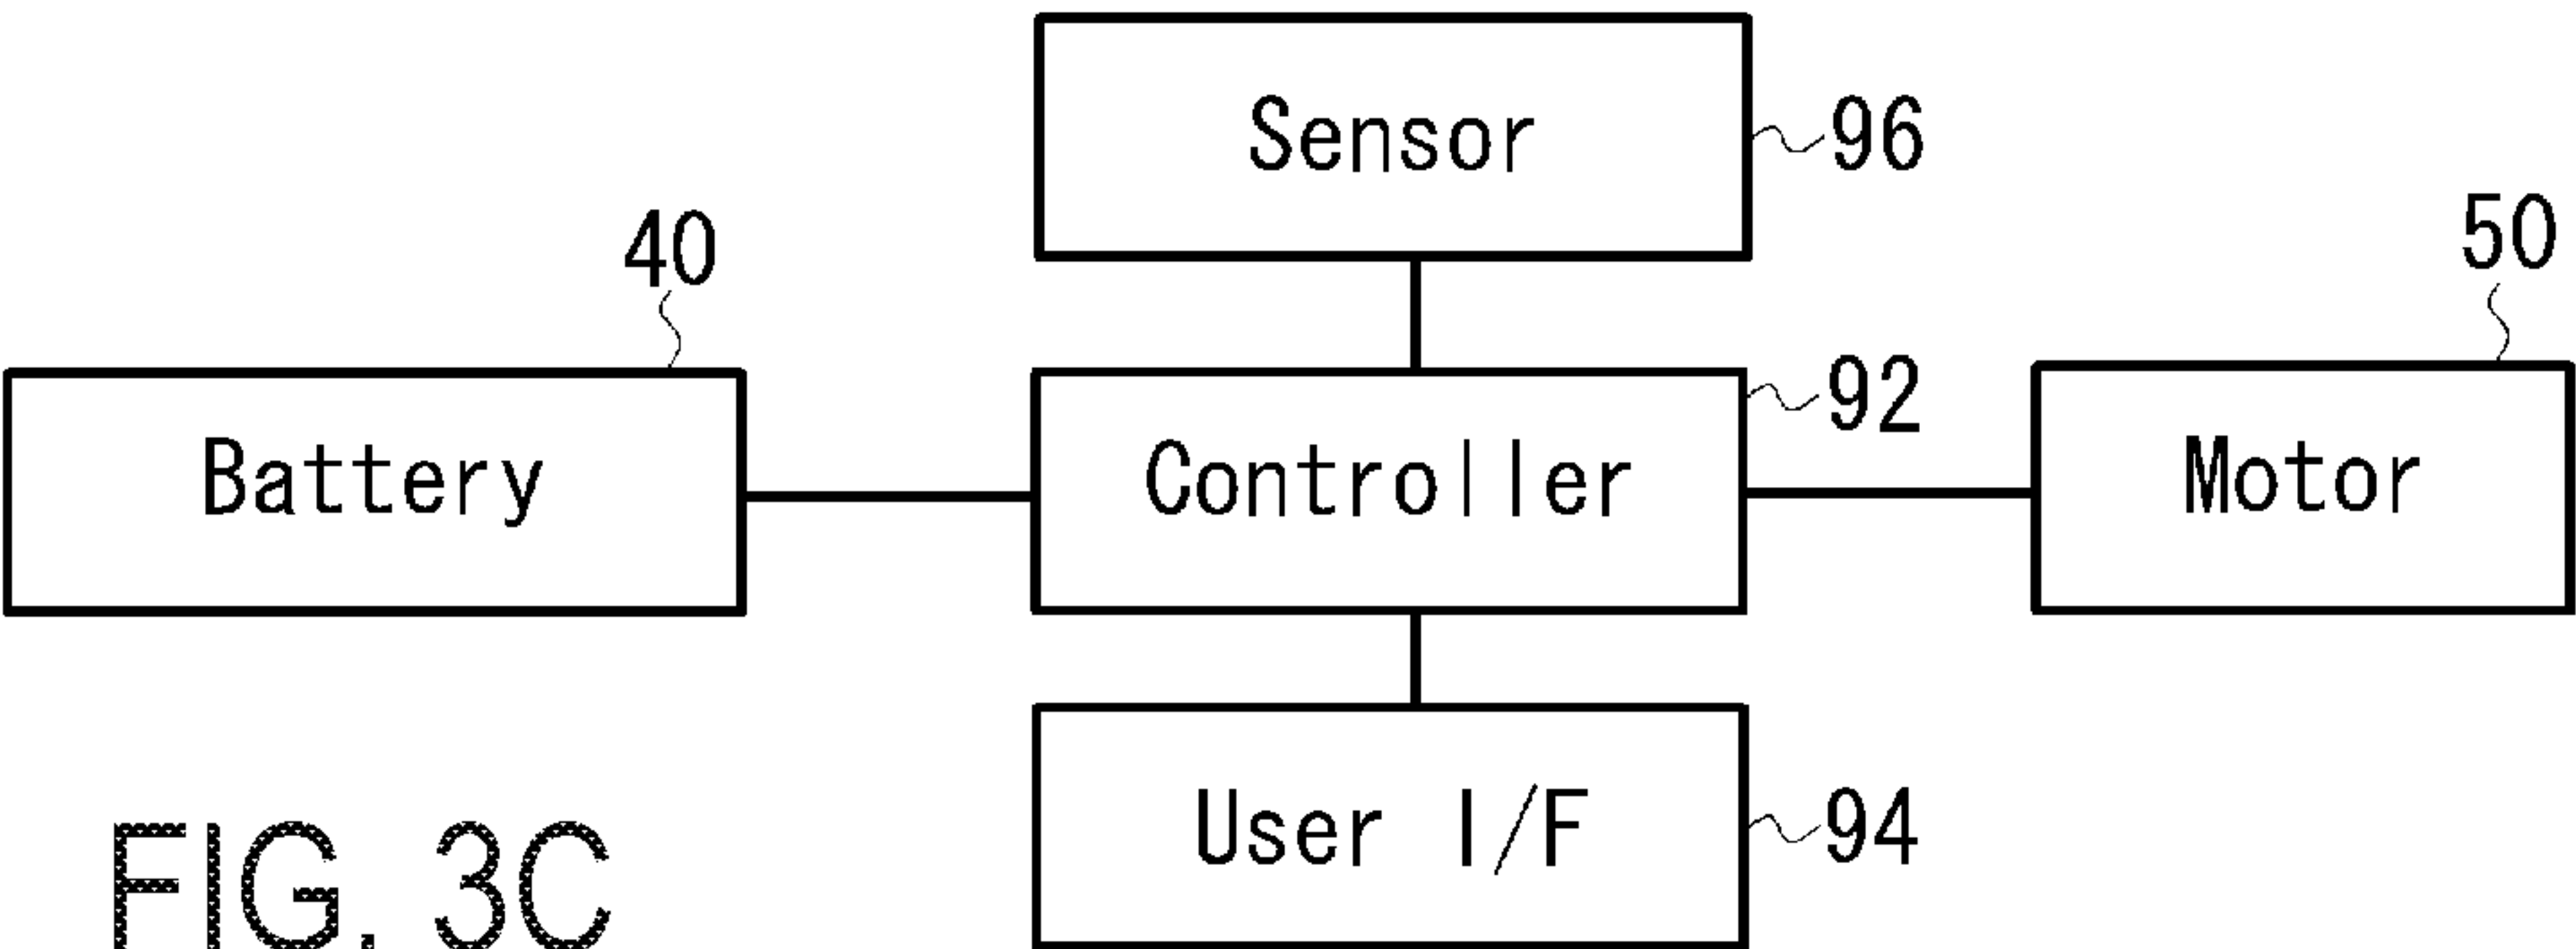 Sensor
96
40
50
92
Battery
Controller
Motor
User I/F
94
FIG. 3C